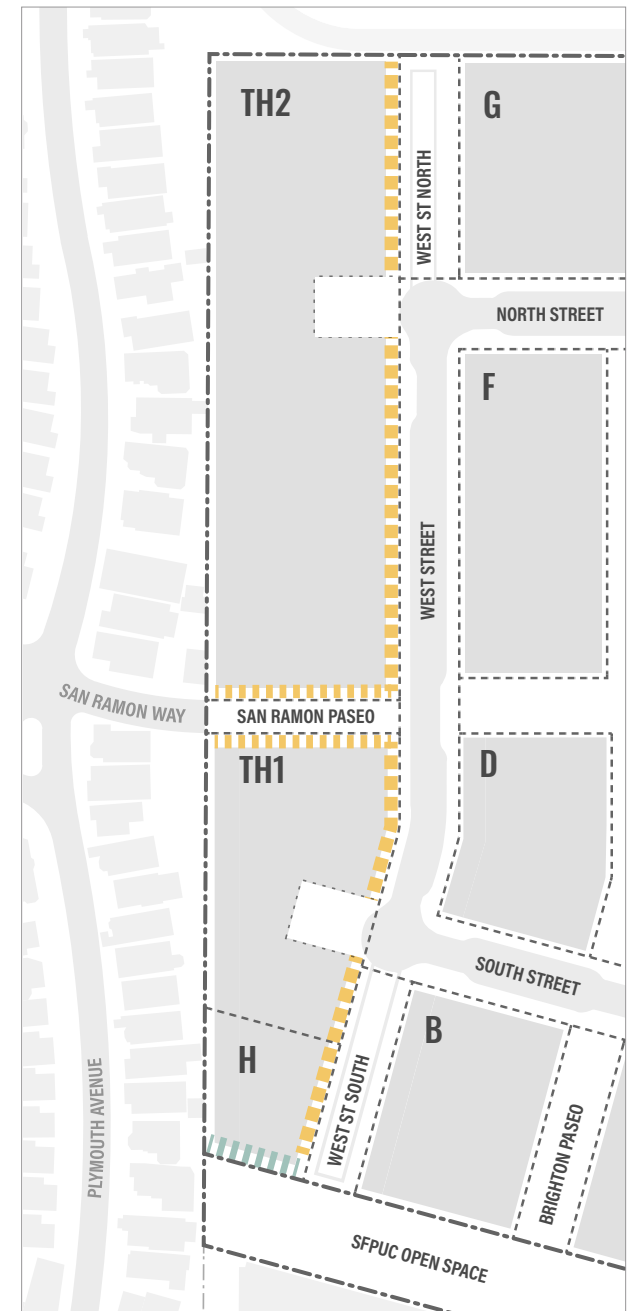 TH2
G
WEST ST NORTH
NORTH STREET
F
WEST STREET
SAN RAMON WAY
SAN RAMON PASEO
TH1
D
SOUTH STREET
B
H
WEST ST SOUTH
PLYMOUTH AVENUE
BRIGHTON PASEO
SFPUC OPEN SPACE